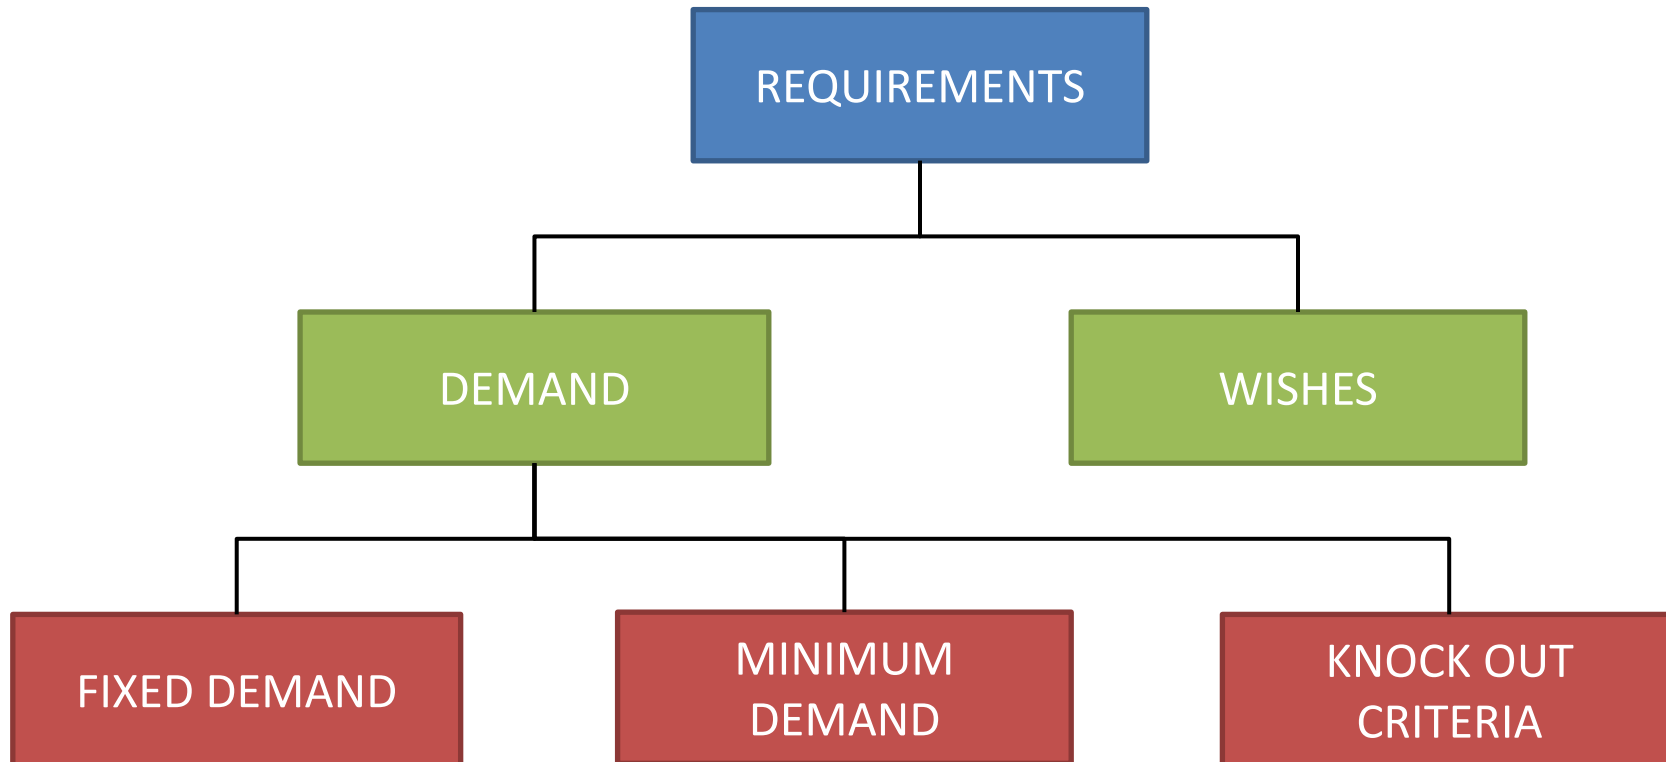 REQUIREMENTS
DEMAND
WISHES
FIXED DEMAND
MINIMUM
DEMAND
KNOCK OUT
CRITERIA